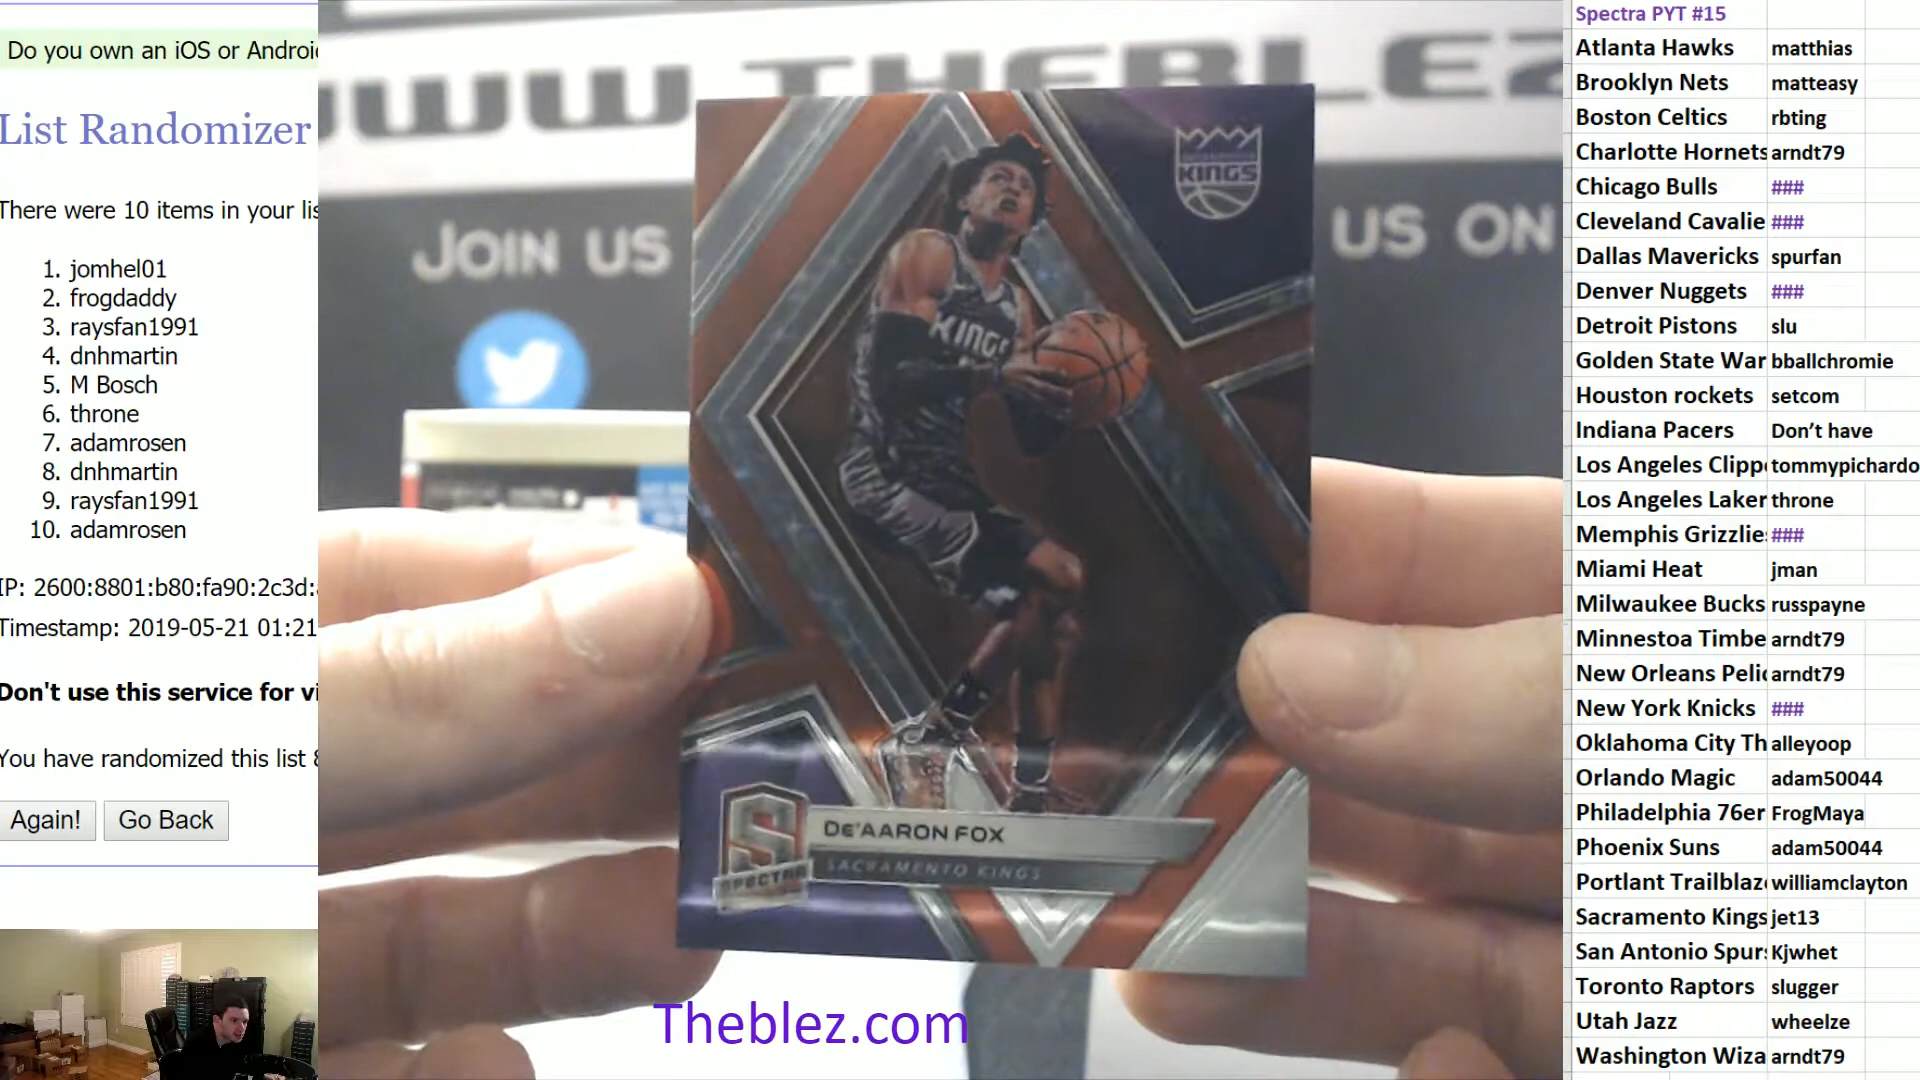 Do you own an iOS or Androi
List Randomizer
There were 10 items in your lis
1. jomhel01
2. frogdaddy
3. raysfan1991
4. dnhmartin
5. M Bosch
6. throne
7. adamrosen
8. dnhmartin
9. raysfan1991
10. adamrosen
IP: 2600:8801:b80:fa90:2c3d:
Timestamp: 2019-05-21 01:21
Don't use this service for vi
You have randomized this list
Again! Go Back
WWW THEBLEZ
JOIN US
US ON
KINGS
KINGS
DE'AARON FOX
SACRAMENTO KINGS
SPECTRA
Theblez.com
Spectra PYT #15
Atlanta Hawks matthias
Brooklyn Nets matteasy
Boston Celtics rbting
Charlotte Hornets arndt79
Chicago Bulls ###
Cleveland Cavalie ###
Dallas Mavericks spurfan
Denver Nuggets ###
Detroit Pistons slu
Golden State War bballchromie
Houston rockets setcom
Indiana Pacers Don't have
Los Angeles Clipp tommypichardo
Los Angeles Laker throne
Memphis Grizzlie ###
Miami Heat jman
Milwaukee Bucks russpayne
Minnestoa Timbe arndt79
New Orleans Peli arndt79
New York Knicks ###
Oklahoma City Th alleyoop
Orlando Magic adam50044
Philadelphia 76er FrogMaya
Phoenix Suns adam50044
Portlant Trailblaz williamclayton
Sacramento Kings jet13
San Antonio Spur Kjwhet
Toronto Raptors slugger
Utah Jazz wheelze
Washington Wiza arndt79